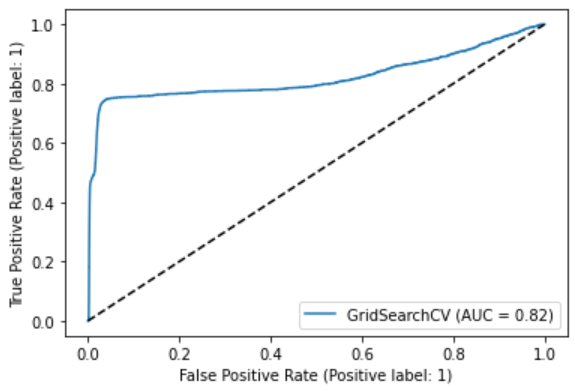 1.0
0.8
0.6
0.4
0.2
0.0
True Positive Rate (Positive label: 1)
GridSearchCV (AUC = 0.82)
0.0 0.2 0.4 0.6 0.8 1.0
False Positive Rate (Positive label: 1)